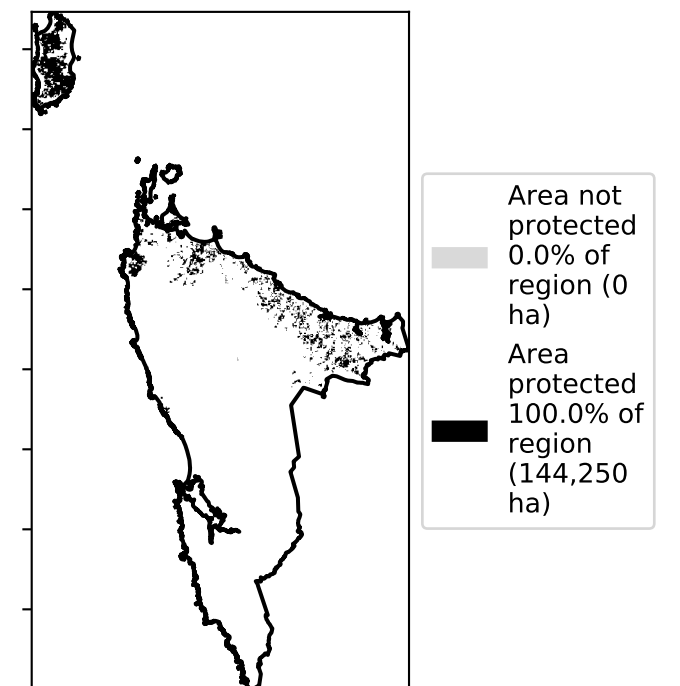 Area not
protected
0.0% of
region (0
ha)
Area
protected
100.0% of
region
(144,250
ha)